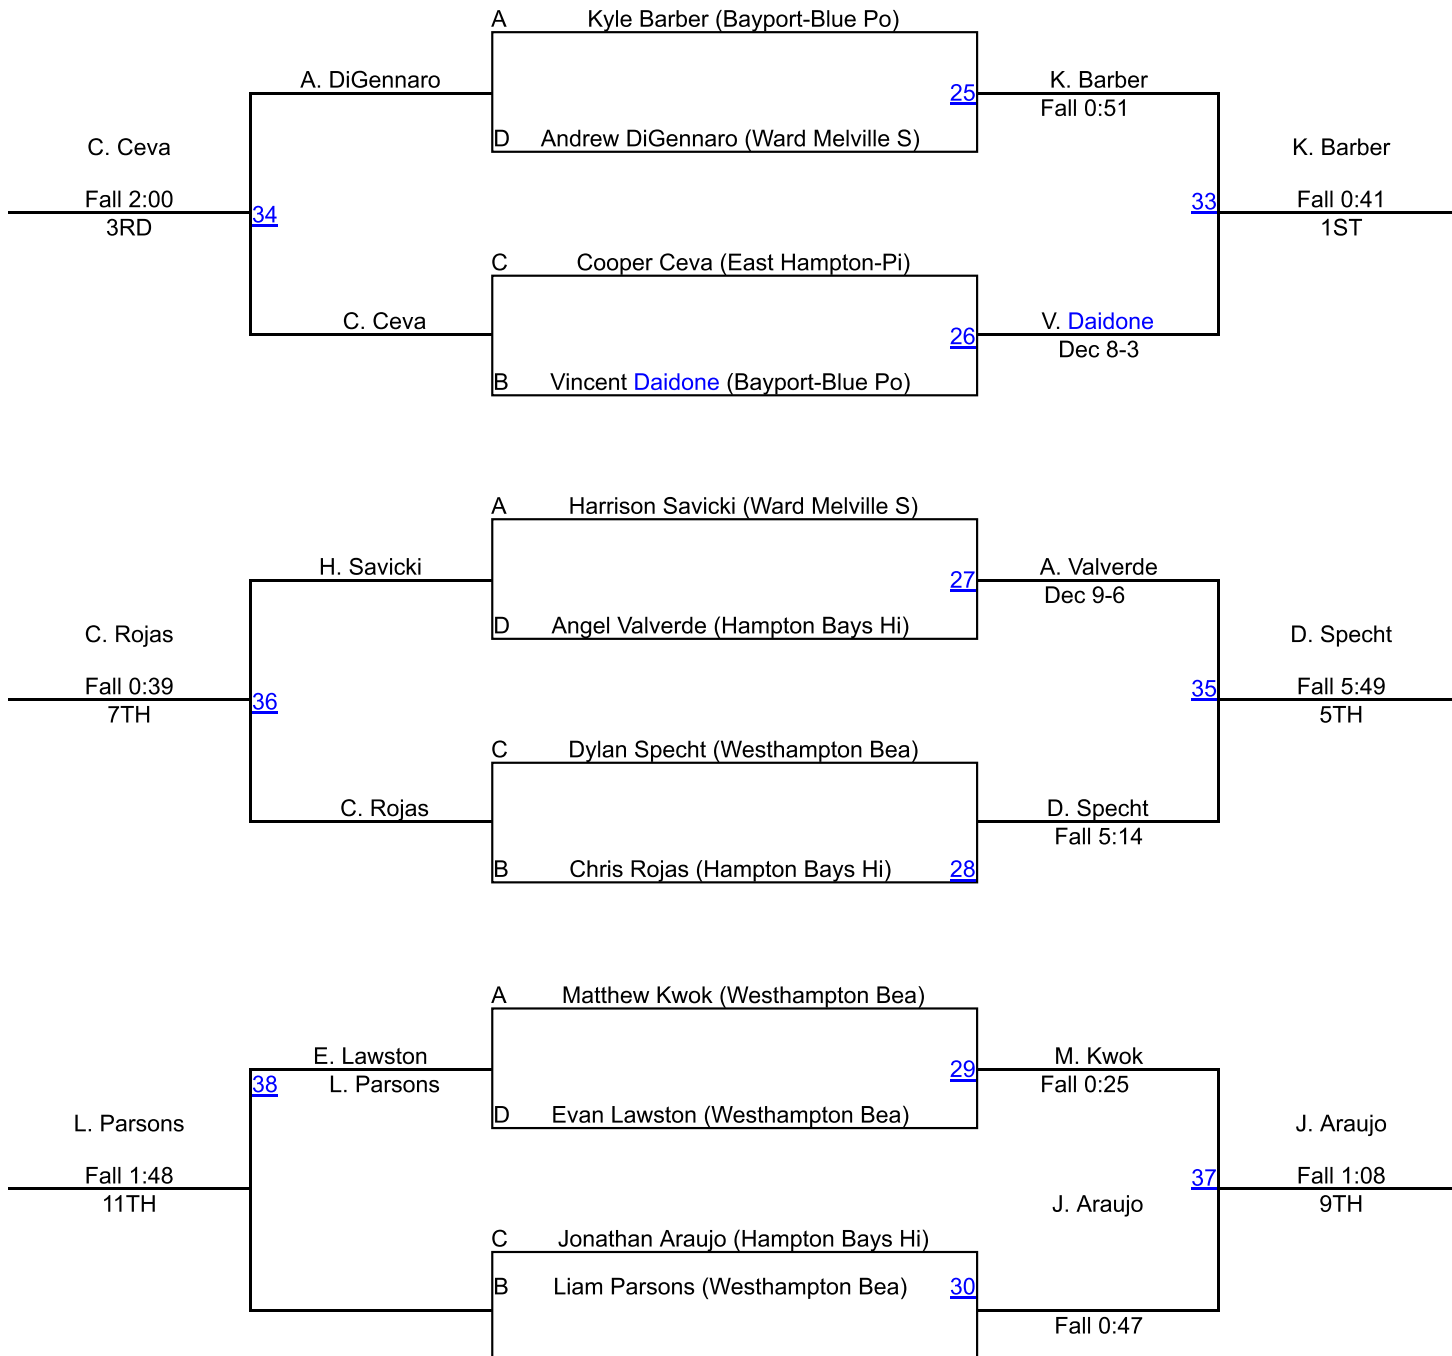 A Kyle Barber (Bayport-Blue Po)
A. DiGennaro
25
K. Barber
Fall 0:51
D Andrew DiGennaro (Ward Melville S)
C. Ceva
Fall 2:00
3RD
34
33
K. Barber
Fall 0:41
1ST
C Cooper Ceva (East Hampton-Pi)
C. Ceva
26
V. Daidone
Dec 8-3
B Vincent Daidone (Bayport-Blue Po)
A Harrison Savicki (Ward Melville S)
H. Savicki
27
A. Valverde
Dec 9-6
D Angel Valverde (Hampton Bays Hi)
C. Rojas
Fall 0:39
7TH
36
35
D. Specht
Fall 5:49
5TH
C Dylan Specht (Westhampton Bea)
C. Rojas
D. Specht
Fall 5:14
B Chris Rojas (Hampton Bays Hi)
28
A Matthew Kwok (Westhampton Bea)
E. Lawston
38
L. Parsons
29
M. Kwok
Fall 0:25
D Evan Lawston (Westhampton Bea)
L. Parsons
Fall 1:48
11TH
37
J. Araujo
J. Araujo
Fall 1:08
9TH
C Jonathan Araujo (Hampton Bays Hi)
B Liam Parsons (Westhampton Bea)
30
Fall 0:47